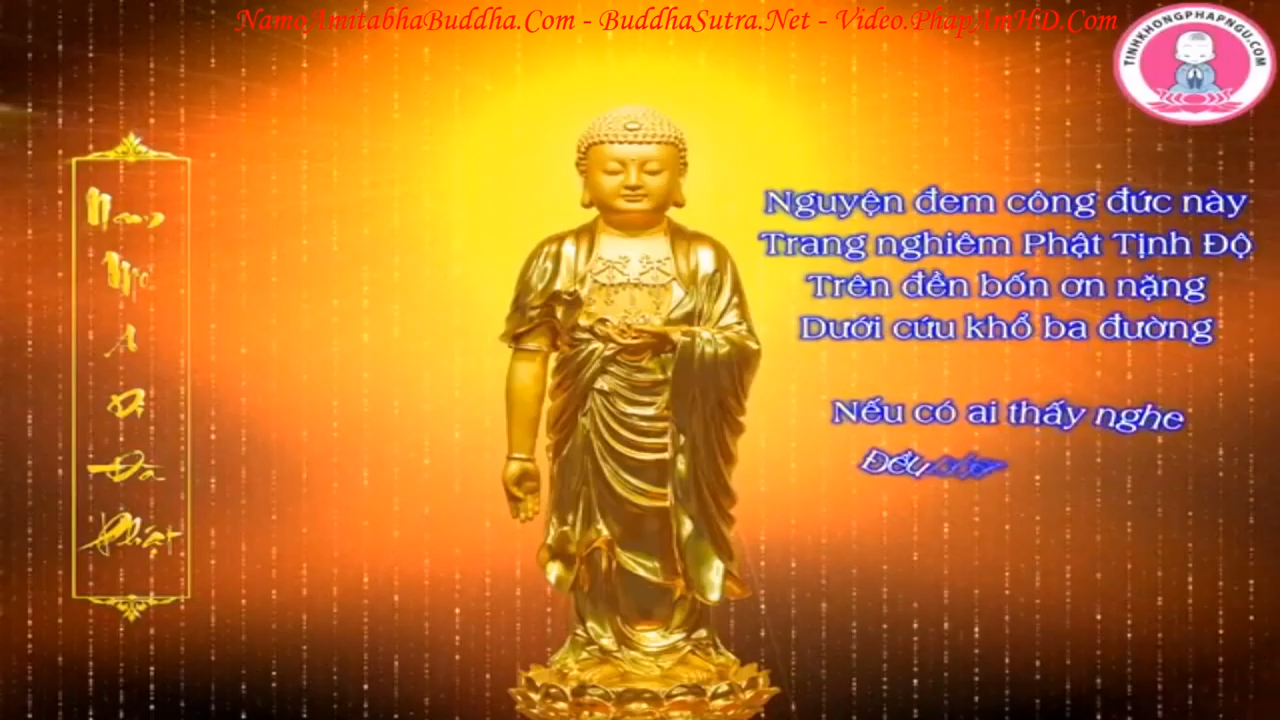 NamoAmitabhaBuddha.Com - BuddhaSutra.Net - Video.PhapAmHD.Com
TINHKHONGPHAPNGU.COM
Nam
Mô
A
Di
Đà
Phật
Nguyện đem công đức này
Trang nghiêm Phật Tịnh Độ
Trên đền bốn ơn nặng
Dưới cứu khổ ba đường
Nếu có ai thấy nghe
Đều